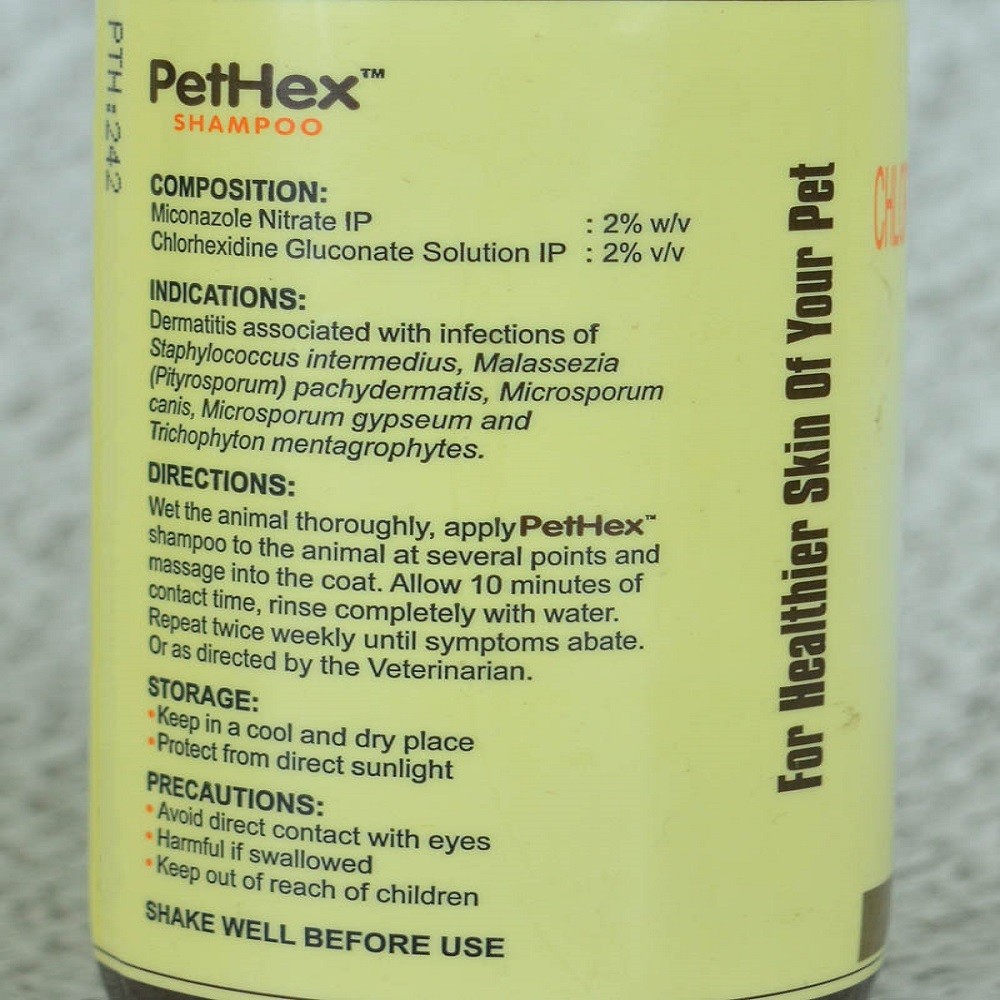 PTH:242
PetHex™
SHAMPOO
COMPOSITION:
Miconazole Nitrate IP : 2% w/v
Chlorhexidine Gluconate Solution IP : 2% v/v
INDICATIONS:
Dermatitis associated with infections of
Staphylococcus intermedius, Malassezia
(Pityrosporum) pachydermatis, Microsporum
canis, Microsporum gypseum and
Trichophyton mentagrophytes.
DIRECTIONS:
Wet the animal thoroughly, apply PetHex™
shampoo to the animal at several points and
massage into the coat. Allow 10 minutes of
contact time, rinse completely with water.
Repeat twice weekly until symptoms abate.
Or as directed by the Veterinarian.
STORAGE:
•Keep in a cool and dry place
•Protect from direct sunlight
PRECAUTIONS:
•Avoid direct contact with eyes
•Harmful if swallowed
•Keep out of reach of children
SHAKE WELL BEFORE USE
For Healthier Skin Of Your Pet